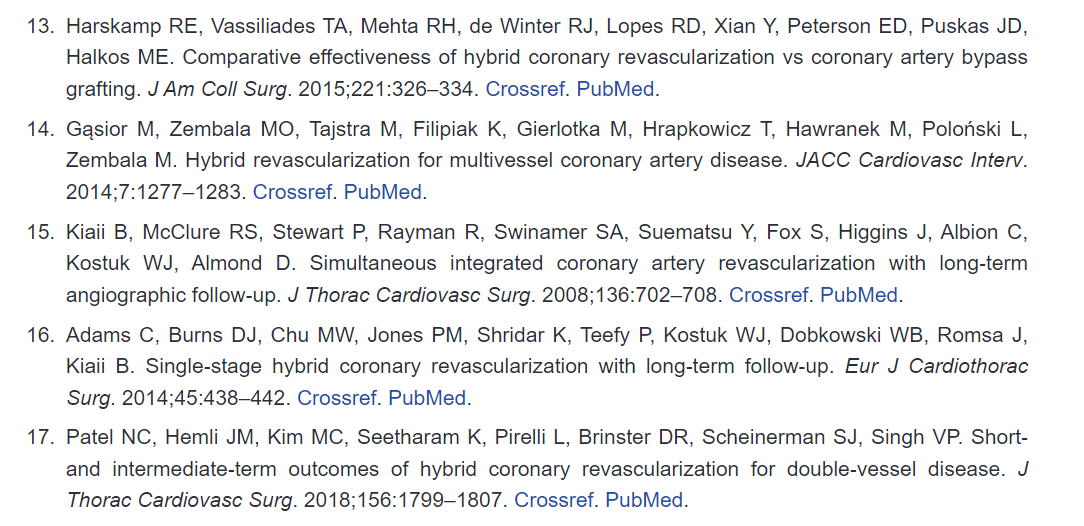 13. Harskamp RE, Vassiliades TA, Mehta RH, de Winter RJ, Lopes RD, Xian Y, Peterson ED, Puskas JD,
Halkos ME. Comparative effectiveness of hybrid coronary revascularization vs coronary artery bypass
grafting. J Am Coll Surg. 2015;221:326–334. Crossref. PubMed.
14. Gąsior M, Zembala MO, Tajstra M, Filipiak K, Gierlotka M, Hrapkowicz T, Hawranek M, Poloński L,
Zembala M. Hybrid revascularization for multivessel coronary artery disease. JACC Cardiovasc Interv.
2014;7:1277–1283. Crossref. PubMed.
15. Kiaii B, McClure RS, Stewart P, Rayman R, Swinamer SA, Suematsu Y, Fox S, Higgins J, Albion C,
Kostuk WJ, Almond D. Simultaneous integrated coronary artery revascularization with long-term
angiographic follow-up. J Thorac Cardiovasc Surg. 2008;136:702–708. Crossref. PubMed.
16. Adams C, Burns DJ, Chu MW, Jones PM, Shridar K, Teefy P, Kostuk WJ, Dobkowski WB, Romsa J,
Kiaii B. Single-stage hybrid coronary revascularization with long-term follow-up. Eur J Cardiothorac
Surg. 2014;45:438–442. Crossref. PubMed.
17. Patel NC, Hemli JM, Kim MC, Seetharam K, Pirelli L, Brinster DR, Scheinerman SJ, Singh VP. Short-
and intermediate-term outcomes of hybrid coronary revascularization for double-vessel disease. J
Thorac Cardiovasc Surg. 2018;156:1799–1807. Crossref. PubMed.